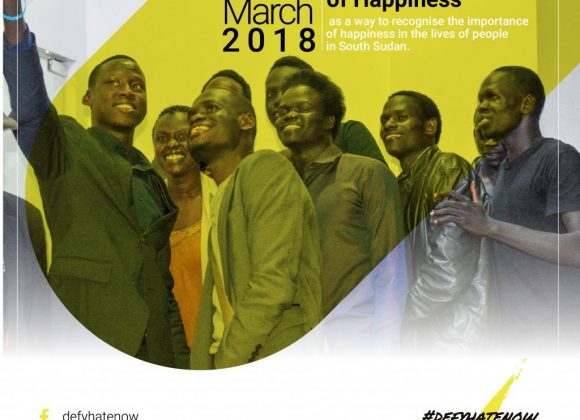 March
2018
of Happiness
as a way to recognise the importance
of happiness in the lives of people
in South Sudan.
defyhatenow
#DEFYHATENOW